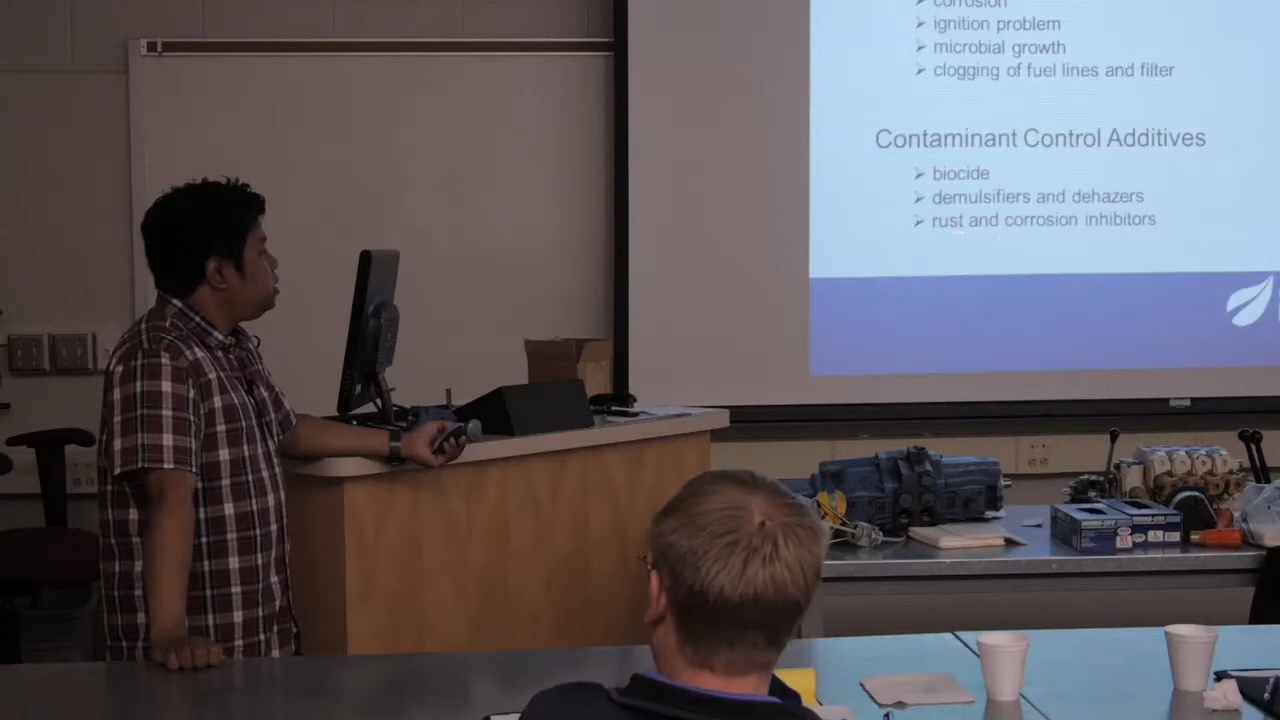 corrosion
ignition problem
microbial growth
clogging of fuel lines and filter
Contaminant Control Additives
biocide
demulsifiers and dehazers
rust and corrosion inhibitors